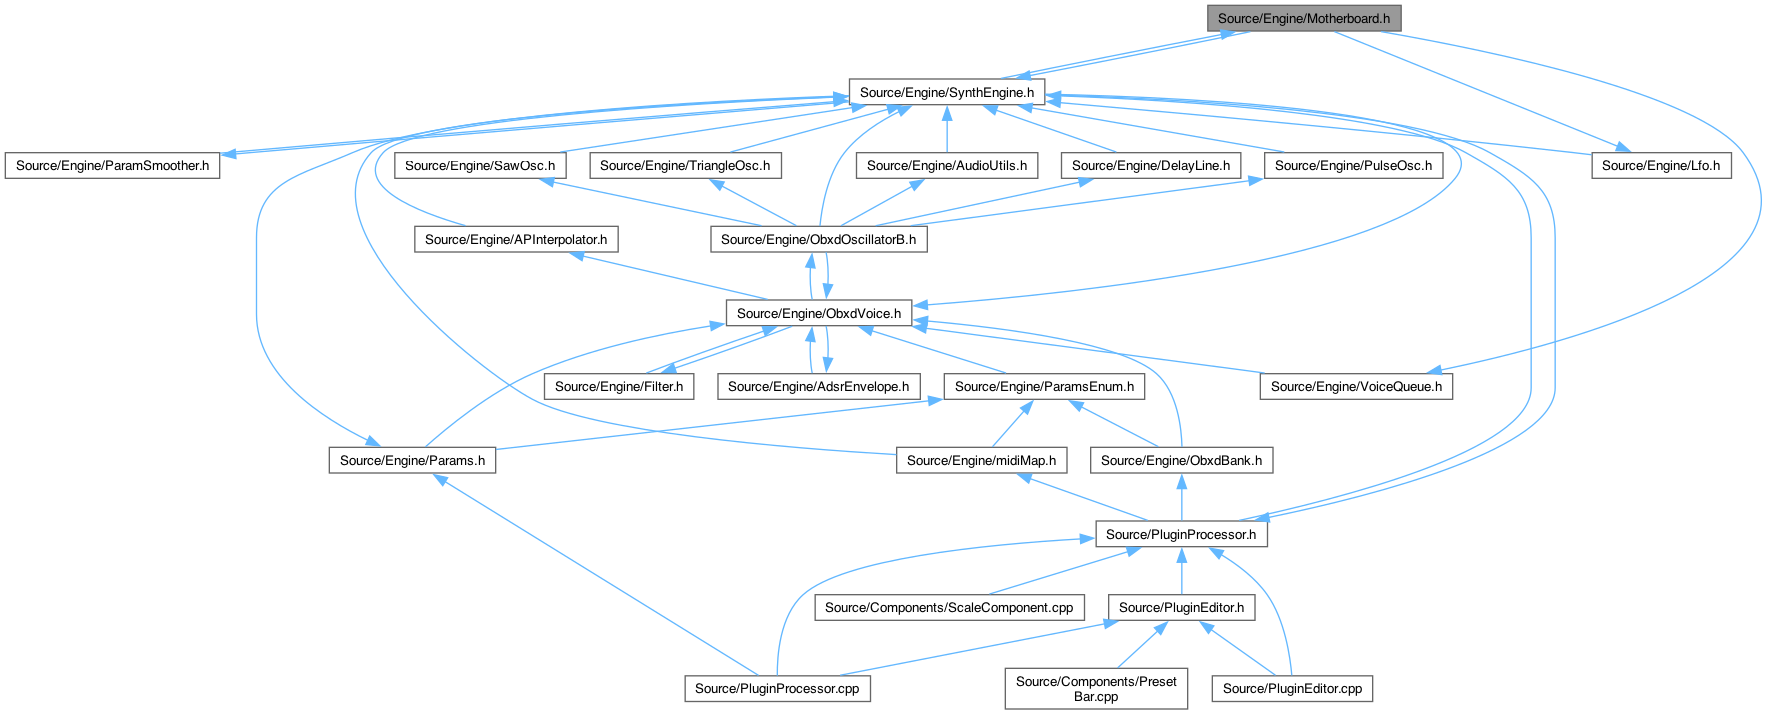 Source/Engine/Motherboard.h
Source/Engine/SynthEngine.h
Source/Engine/ParamSmoother.h
Source/Engine/SawOsc.h
Source/Engine/TriangleOsc.h
Source/Engine/AudioUtils.h
Source/Engine/DelayLine.h
Source/Engine/PulseOsc.h
Source/Engine/Lfo.h
Source/Engine/APInterpolator.h
Source/Engine/ObxdOscillatorB.h
Source/Engine/ObxdVoice.h
Source/Engine/Filter.h
Source/Engine/AdsrEnvelope.h
Source/Engine/ParamsEnum.h
Source/Engine/VoiceQueue.h
Source/Engine/Params.h
Source/Engine/midiMap.h
Source/Engine/ObxdBank.h
Source/PluginProcessor.h
Source/Components/ScaleComponent.cpp
Source/PluginEditor.h
Source/PluginProcessor.cpp
Source/Components/Preset
Bar.cpp
Source/PluginEditor.cpp